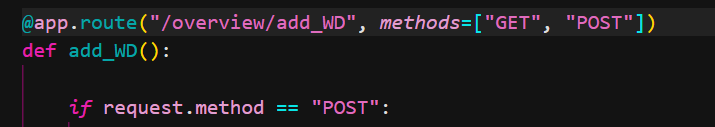 @app.route("/overview/add_WD", methods=["GET", "POST"])
def add_WD():
if request.method == "POST":